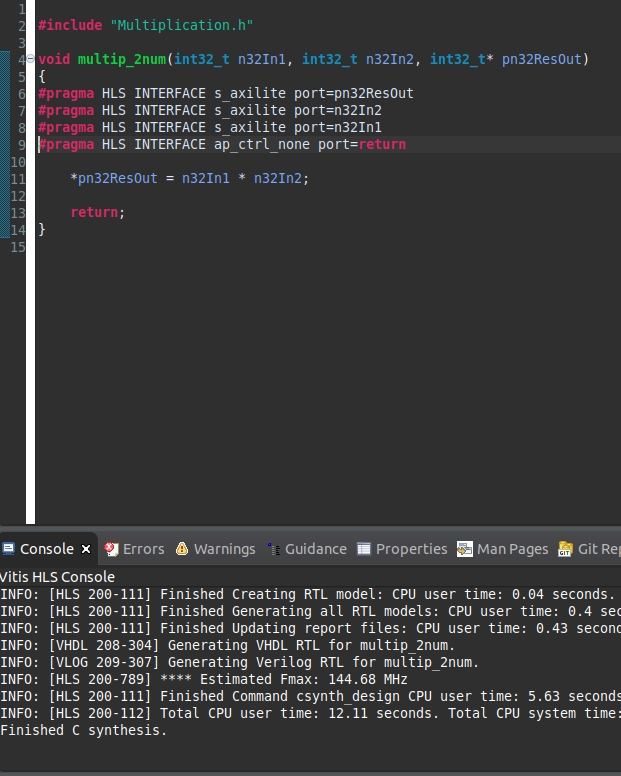 1
2 #include "Multiplication.h"
3
4 void multip_2num(int32_t n32In1, int32_t n32In2, int32_t* pn32ResOut)
5 {
6 #pragma HLS INTERFACE s_axilite port=pn32ResOut
7 #pragma HLS INTERFACE s_axilite port=n32In2
8 #pragma HLS INTERFACE s_axilite port=n32In1
9 #pragma HLS INTERFACE ap_ctrl_none port=return
10
11 *pn32ResOut = n32In1 * n32In2;
12
13 return;
14 }
15
Console Errors Warnings Guidance Properties Man Pages Git Rep
Vitis HLS Console
INFO: [HLS 200-111] Finished Creating RTL model: CPU user time: 0.04 seconds.
INFO: [HLS 200-111] Finished Generating all RTL models: CPU user time: 0.4 sec
INFO: [HLS 200-111] Finished Updating report files: CPU user time: 0.43 second
INFO: [VHDL 208-304] Generating VHDL RTL for multip_2num.
INFO: [VLOG 209-307] Generating Verilog RTL for multip_2num.
INFO: [HLS 200-789] **** Estimated Fmax: 144.68 MHz
INFO: [HLS 200-111] Finished Command csynth_design CPU user time: 5.63 seconds
INFO: [HLS 200-112] Total CPU user time: 12.11 seconds. Total CPU system time:
Finished C synthesis.